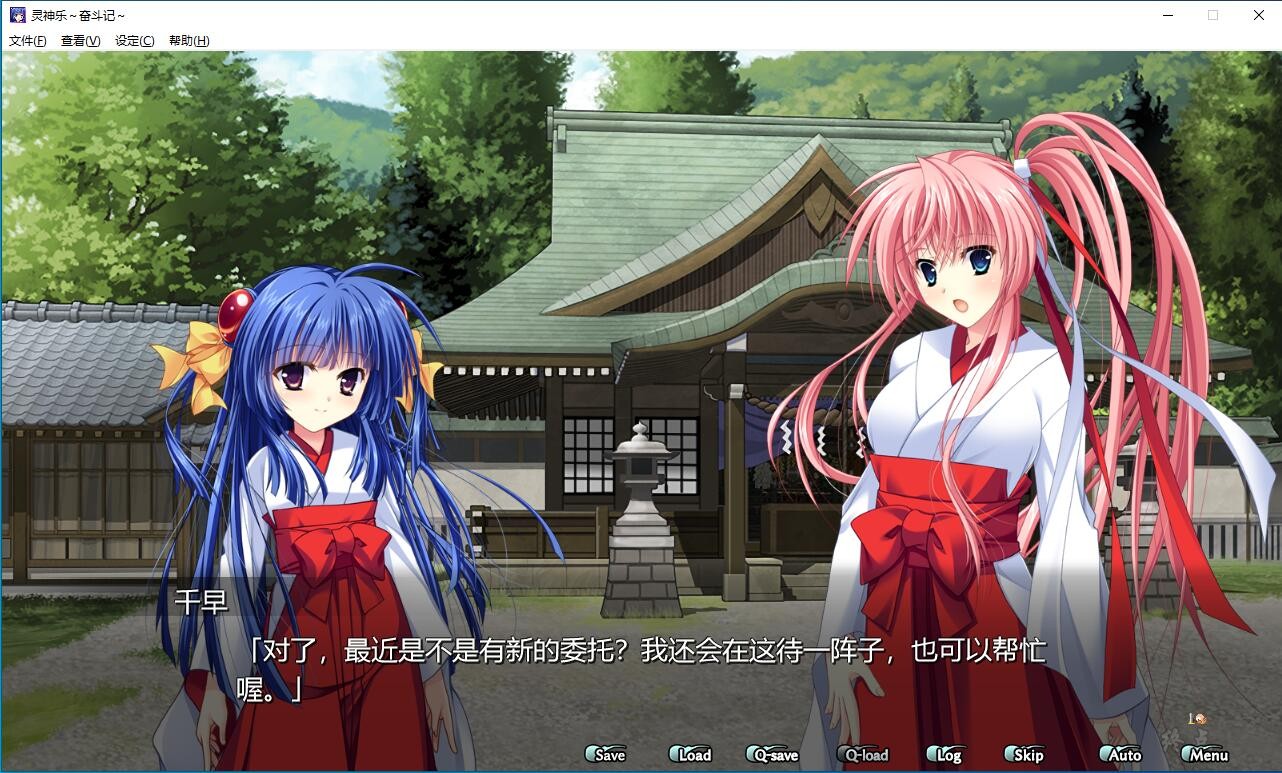 灵神乐～奋斗记～
文件(F) 查看(V) 设定(C) 帮助(H)
千早
「对了，最近是不是有新的委托？我还会在这待一阵子，也可以帮忙
喔。」
Save Load Q-save Q-load Log Skip Auto Menu